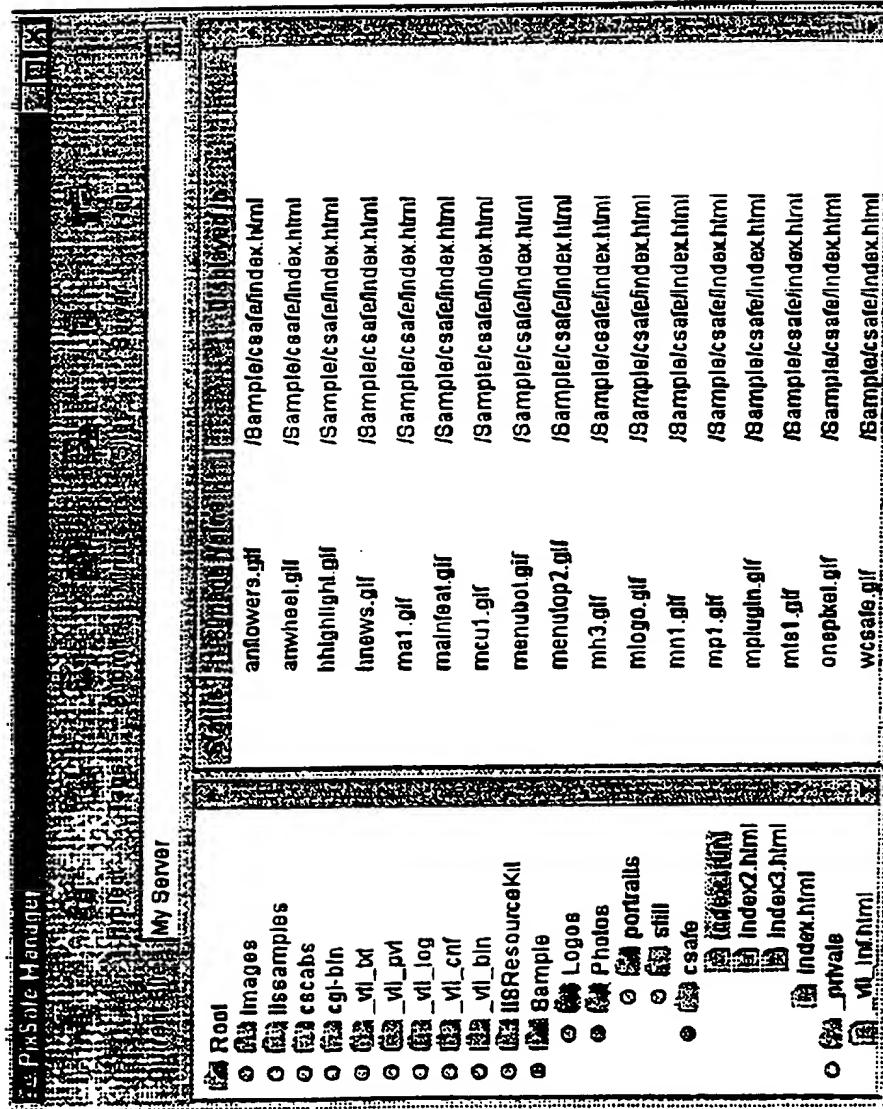 PixSafe Manager
My Server
Root
Images
iissamples
cscabs
cgi-bin
_vti_txt
_vti_pvt
_vti_log
_vti_cnf
_vti_bin
IISResourceKit
Sample
Logos
Photos
portraits
still
csafe
index.html
index2.html
index3.html
index.html
_private
_vti_inf.html
Status
anflowers.gif /Sample/csafe/index.html
anwheel.gif /Sample/csafe/index.html
hhighlight.gif /Sample/csafe/index.html
hnews.gif /Sample/csafe/index.html
ma1.gif /Sample/csafe/index.html
mainfeat.gif /Sample/csafe/index.html
mcu1.gif /Sample/csafe/index.html
menubot.gif /Sample/csafe/index.html
menutop2.gif /Sample/csafe/index.html
mh3.gif /Sample/csafe/index.html
mlogo.gif /Sample/csafe/index.html
mn1.gif /Sample/csafe/index.html
mp1.gif /Sample/csafe/index.html
mplugin.gif /Sample/csafe/index.html
mts1.gif /Sample/csafe/index.html
onepixel.gif /Sample/csafe/index.html
wcsafe.gif /Sample/csafe/index.html